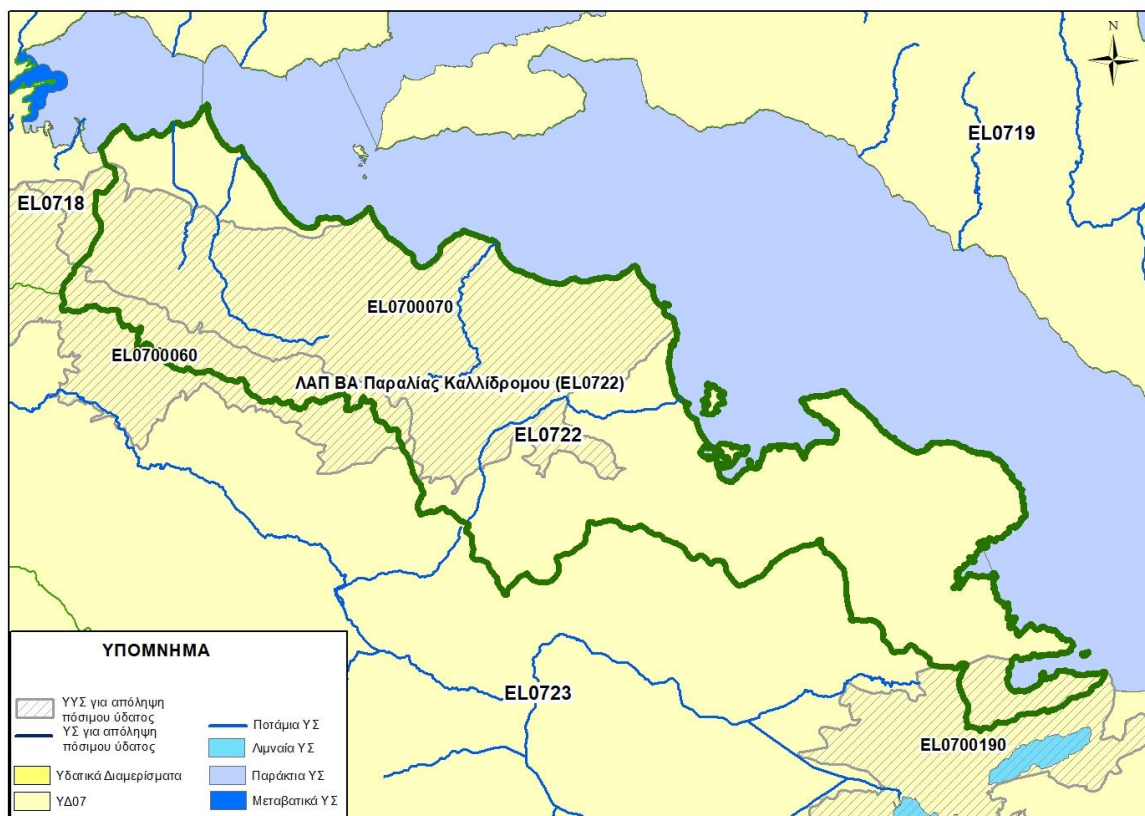 N
EL0719
EL0718
EL0700070
EL0700060
ΛΑΠ ΒΑ Παραλίας Καλλίδρομου (EL0722)
EL0722
EL0723
EL0700190
ΥΠΟΜΝΗΜΑ
ΥΥΣ για απόληψη
πόσιμου ύδατος
ΥΣ για απόληψη
πόσιμου ύδατος
Υδατικά Διαμερίσματα
ΥΔ07
Ποτάμια ΥΣ
Λιμναία ΥΣ
Παράκτια ΥΣ
Μεταβατικά ΥΣ